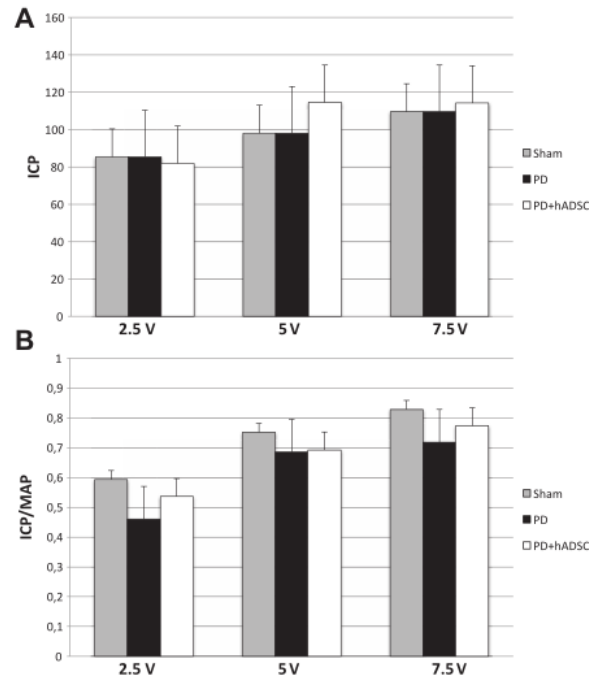 A
160
140
120
100
80
60
40
20
0
ICP
2.5 V 5 V 7.5 V
Sham
PD
PD+hADSC
B
1
0,9
0,8
0,7
0,6
0,5
0,4
0,3
0,2
0,1
0
ICP/MAP
2.5 V 5 V 7.5 V
Sham
PD
PD+hADSC